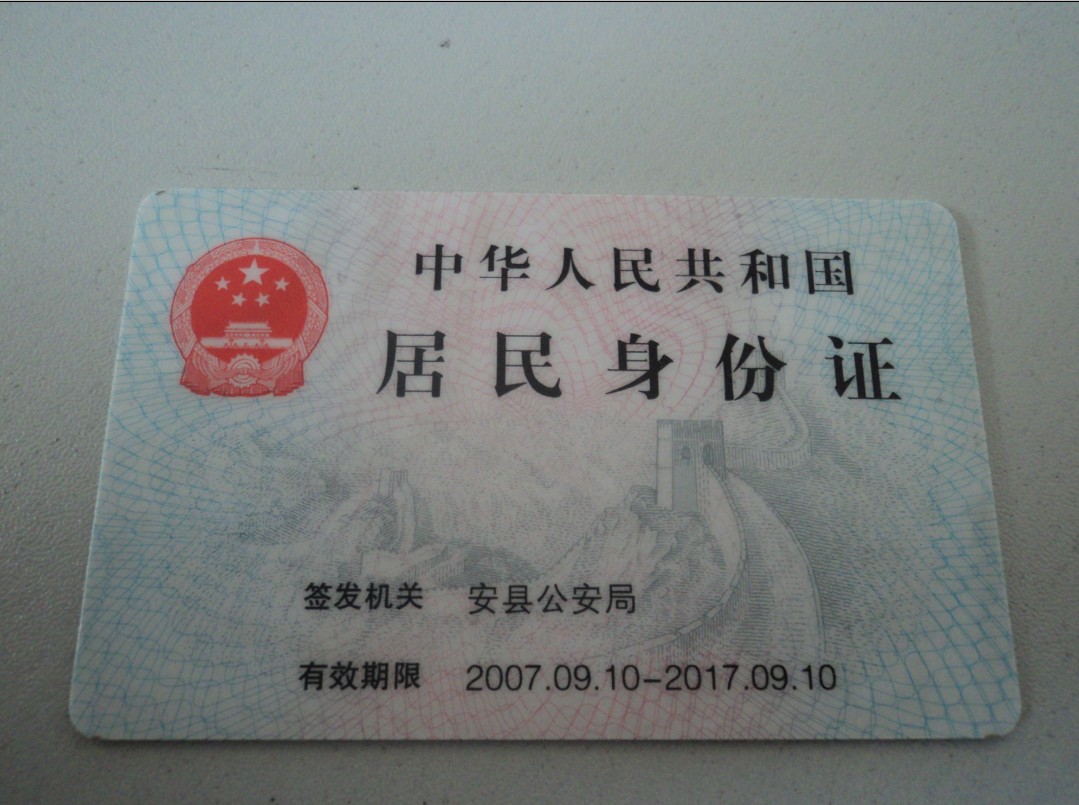 中华人民共和国
居民身份证
签发机关 安县公安局
有效期限 2007.09.10-2017.09.10